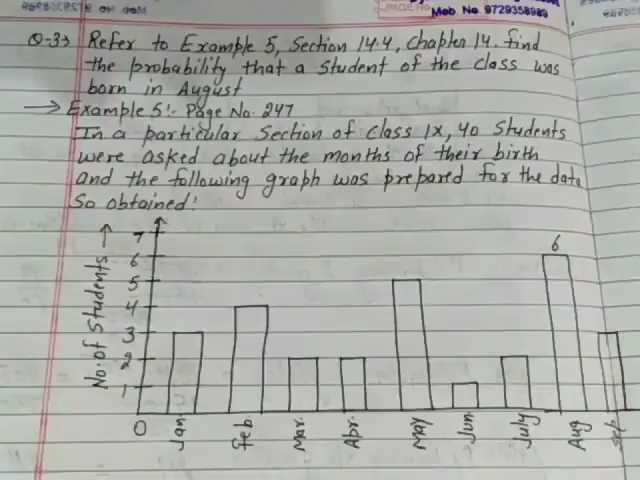 Mob No. 9729358989
Q-3→ Refer to Example 5, Section 14.4, Chapter 14. find
the probability that a student of the class was
born in August
→ Example 5:- Page No. 247
In a particular Section of class IX, 40 Students
were asked about the months of their birth
and the following graph was prepared for the data
So obtained!
No. of Students →
7
6
5
4
3
2
1
0
6
Jan.
Feb.
Mar.
Apr.
May
Jun.
July
Aug
Sep.